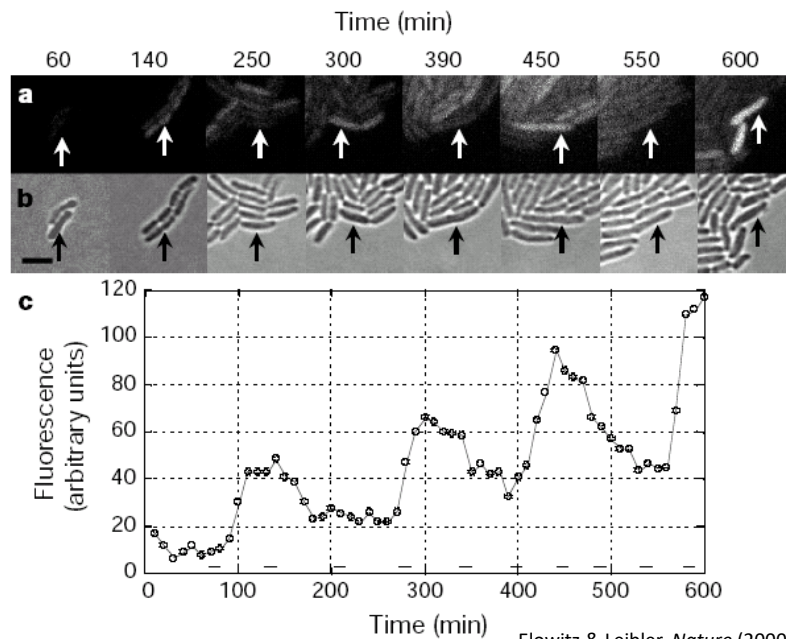 Time (min)
60 140 250 300 390 450 550 600
a
b
c
120
100
80
60
40
20
0
Fluorescence
(arbitrary units)
0 100 200 300 400 500 600
Time (min)
Elowitz & Leibler, Nature (2000